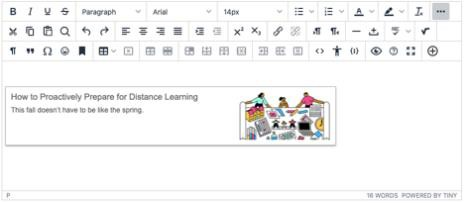 B I U S Paragraph Arial 14px A
How to Proactively Prepare for Distance Learning
This fall doesn't have to be like the spring.
P 16 WORDS POWERED BY TINY